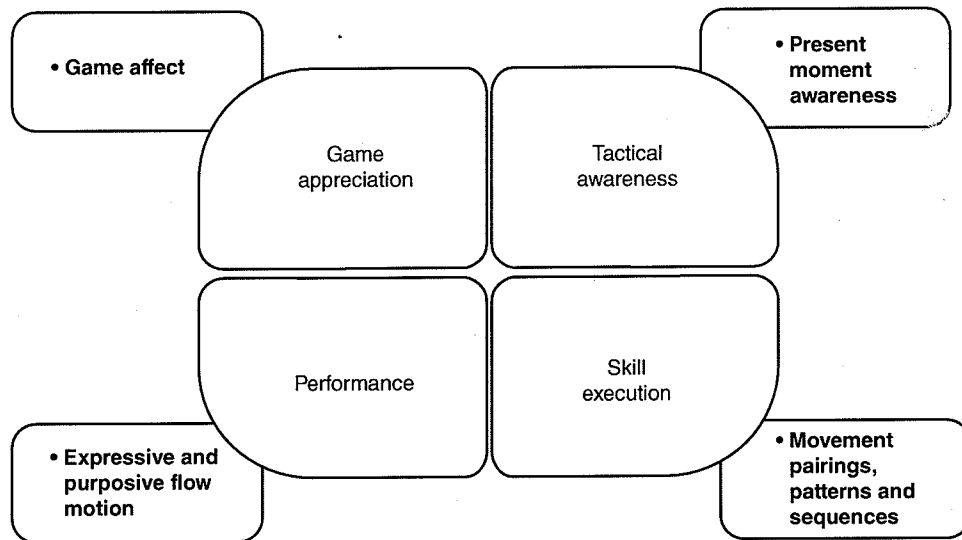 • Game affect
• Present
moment
awareness
Game
appreciation
Tactical
awareness
Performance
Skill
execution
• Expressive and
purposive flow
motion
• Movement
pairings,
patterns and
sequences